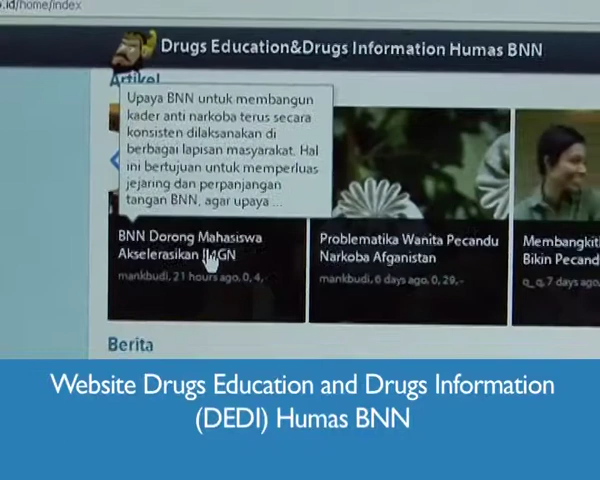 .id/home/index
Drugs Education&Drugs Information Humas BNN
Artikel
Upaya BNN untuk membangun
kader anti narkoba terus secara
konsisten dilaksanakan di
berbagai lapisan masyarakat. Hal
ini bertujuan untuk memperluas
jejaring dan perpanjangan
tangan BNN, agar upaya ...
BNN Dorong Mahasiswa
Akselerasikan
mankbudi, 21 hours ago, 0, 4,
Problematika Wanita Pecandu
Narkoba Afganistan
mankbudi, 6 days ago, 0, 29,-
Membangkit
Bikin Pecand
q_q, 7 days ago,
Berita
Website Drugs Education and Drugs Information
(DEDI) Humas BNN